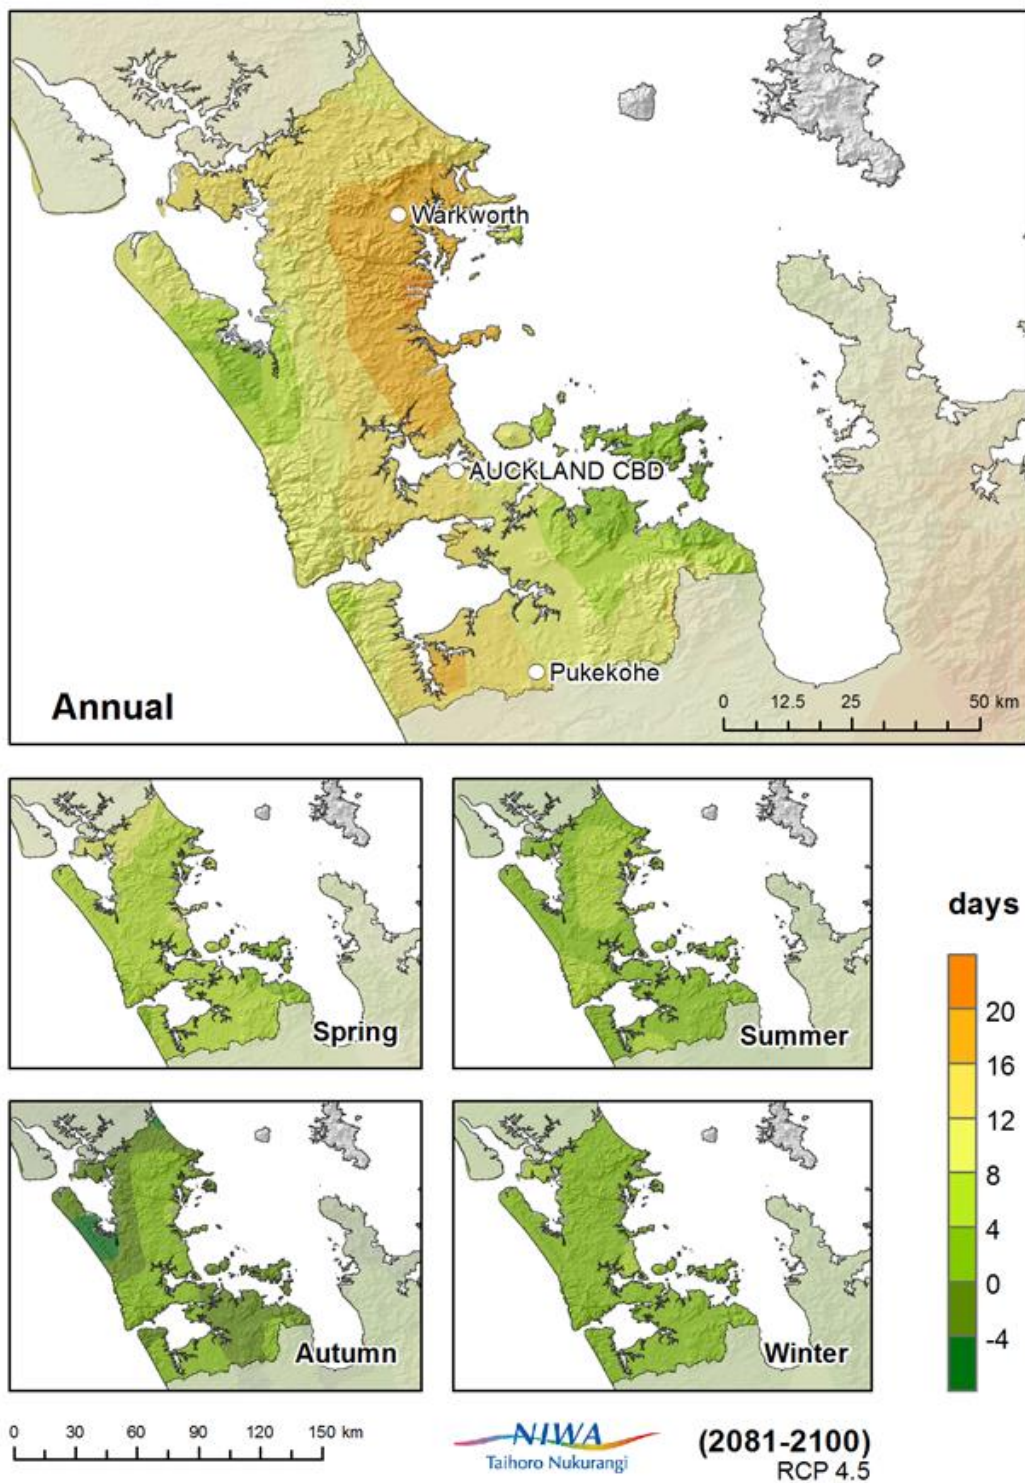 Warkworth
AUCKLAND CBD
Pukekohe
Annual
0 12.5 25 50 km
Spring
Summer
Autumn
Winter
days
20
16
12
8
4
0
-4
0 30 60 90 120 150 km
NIWA
Taihoro Nukurangi
(2081-2100)
RCP 4.5